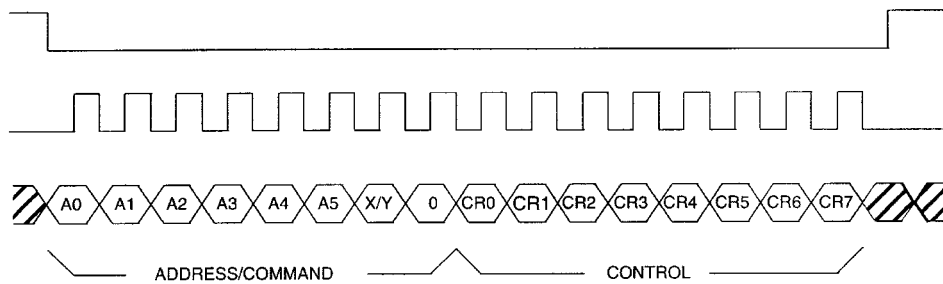 A0 A1 A2 A3 A4 A5 X/Y 0 CR0 CR1 CR2 CR3 CR4 CR5 CR6 CR7
ADDRESS/COMMAND CONTROL